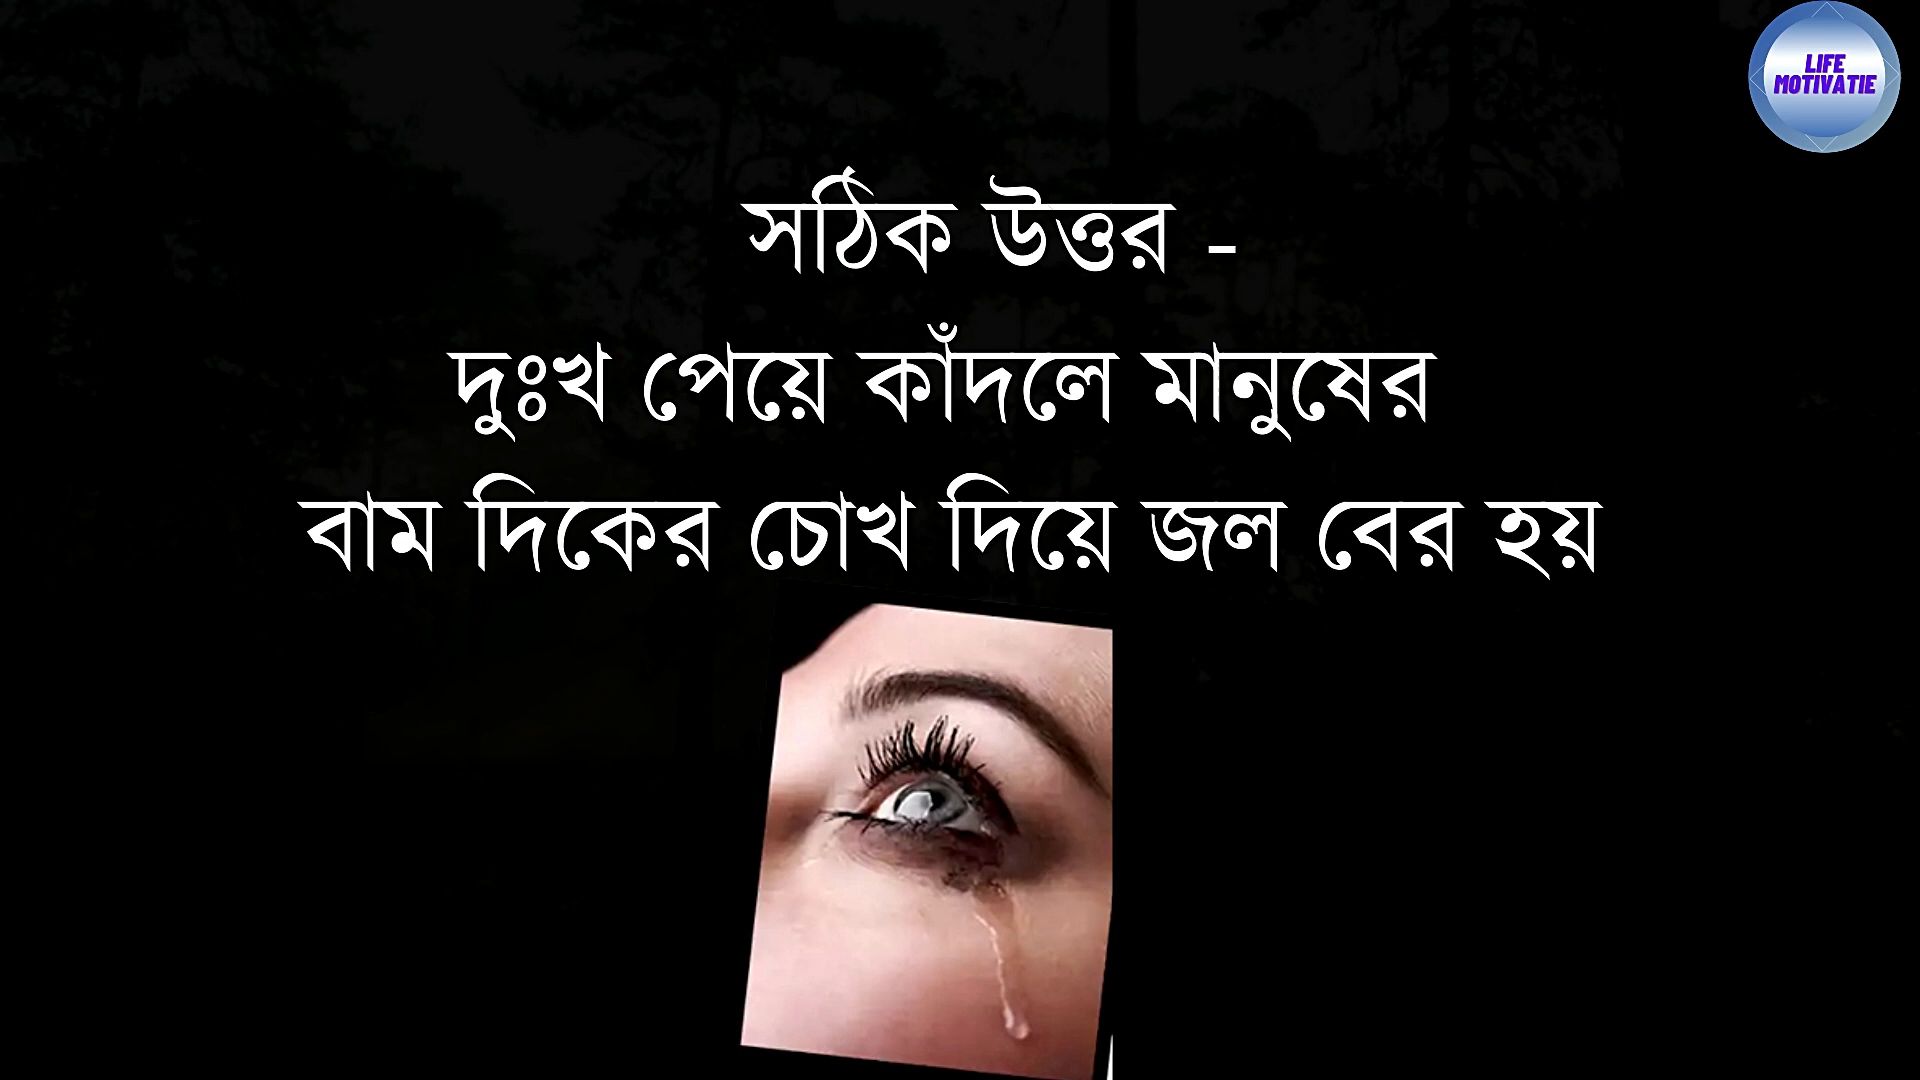 LIFE
MOTIVATIE
সঠিক উত্তর -
দুঃখ পেয়ে কাঁদলে মানুষের
বাম দিকের চোখ দিয়ে জল বের হয়